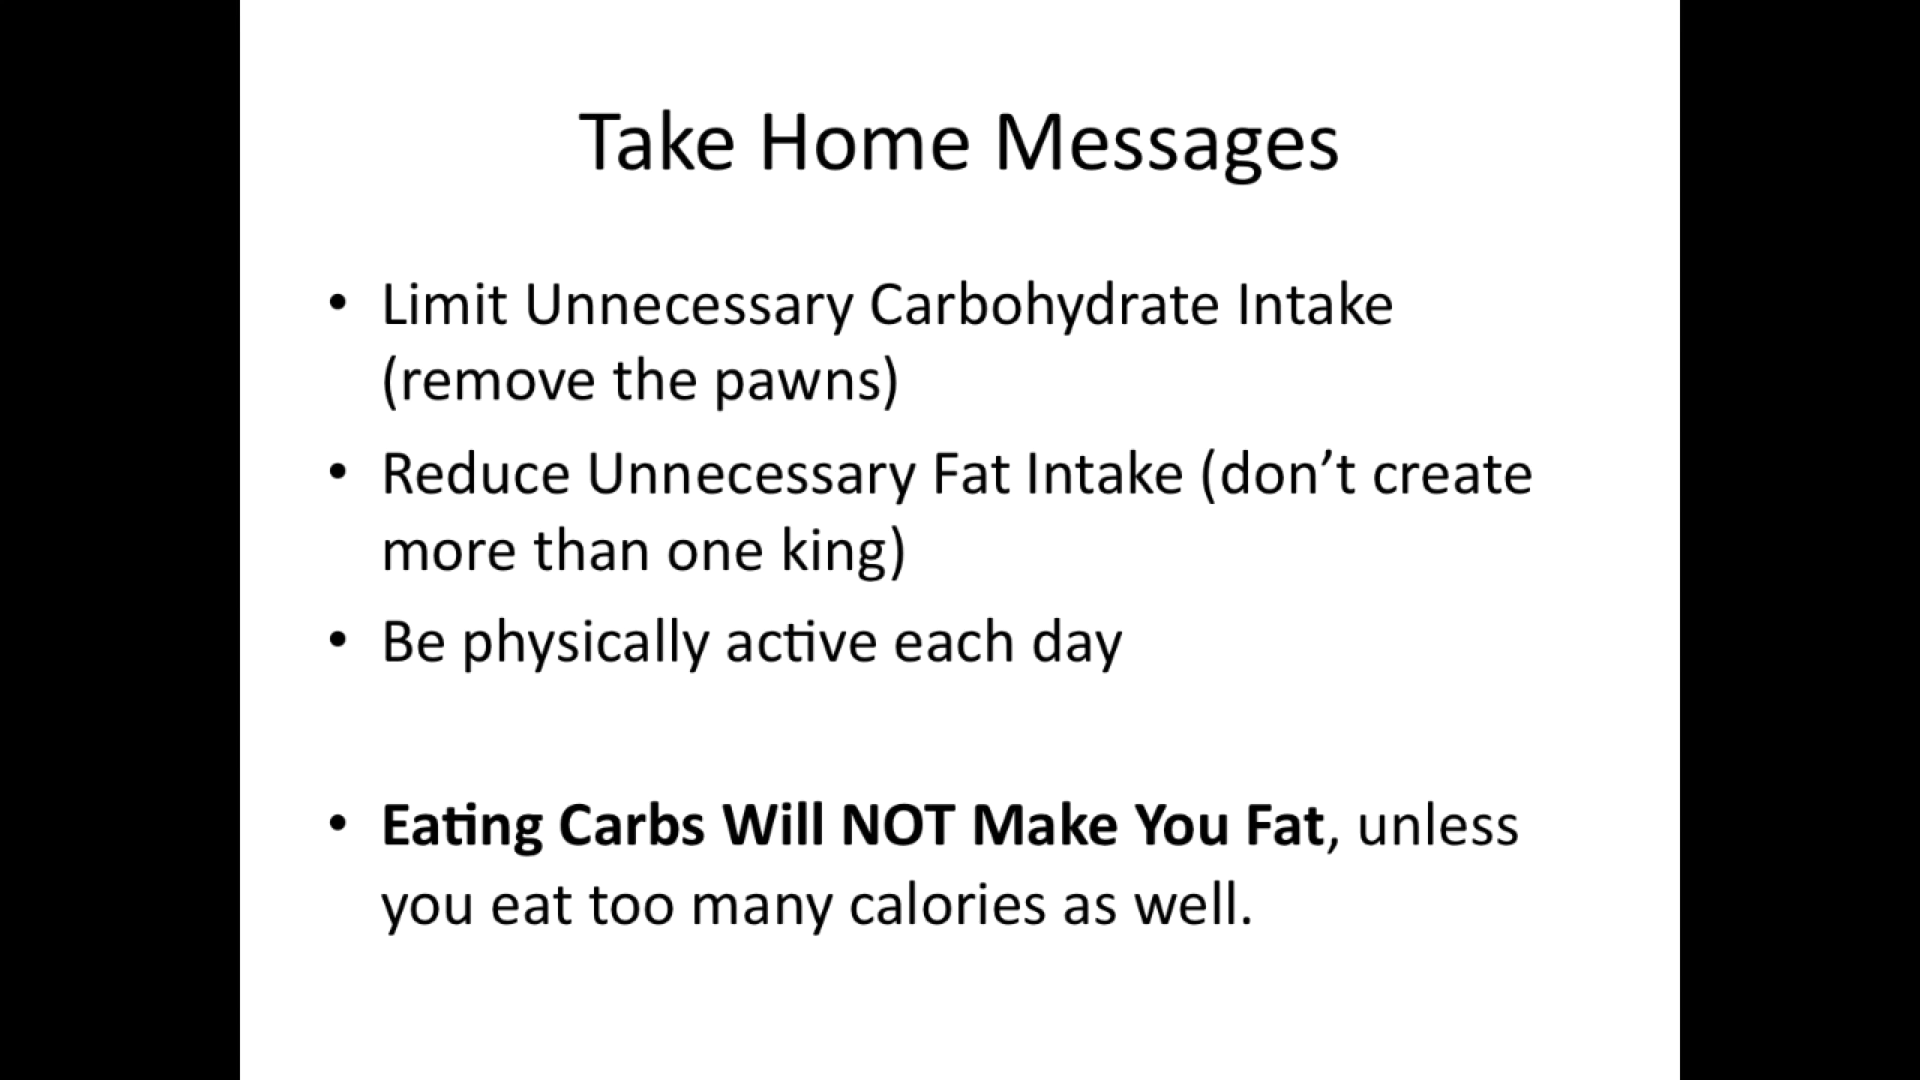 Take Home Messages
• Limit Unnecessary Carbohydrate Intake
(remove the pawns)
• Reduce Unnecessary Fat Intake (don’t create
more than one king)
• Be physically active each day
• Eating Carbs Will NOT Make You Fat, unless
you eat too many calories as well.